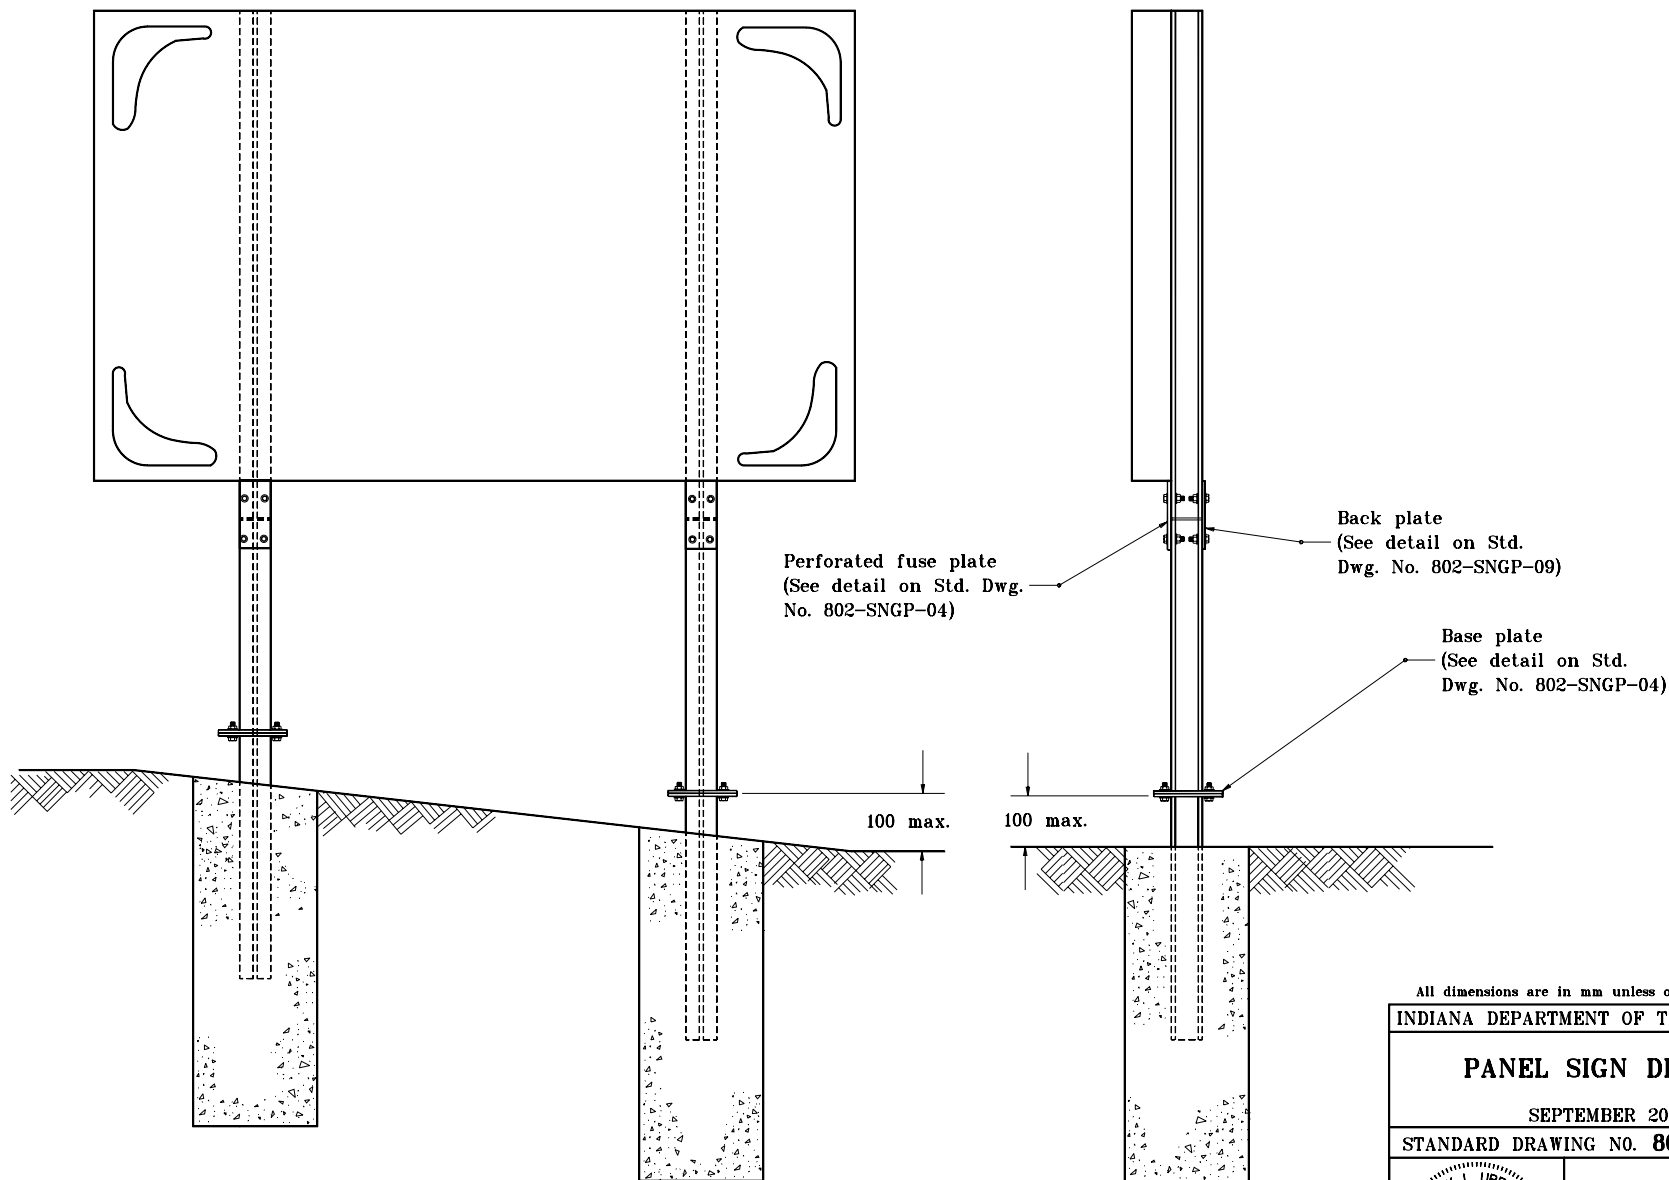 Perforated fuse plate
(See detail on Std. Dwg.
No. 802-SNGP-04)
Back plate
(See detail on Std.
Dwg. No. 802-SNGP-09)
Base plate
(See detail on Std.
Dwg. No. 802-SNGP-04)
100 max.
100 max.
All dimensions are in mm unless o
INDIANA DEPARTMENT OF T
PANEL SIGN
SEPTEMBER 20
STANDARD DRAWING NO. 80